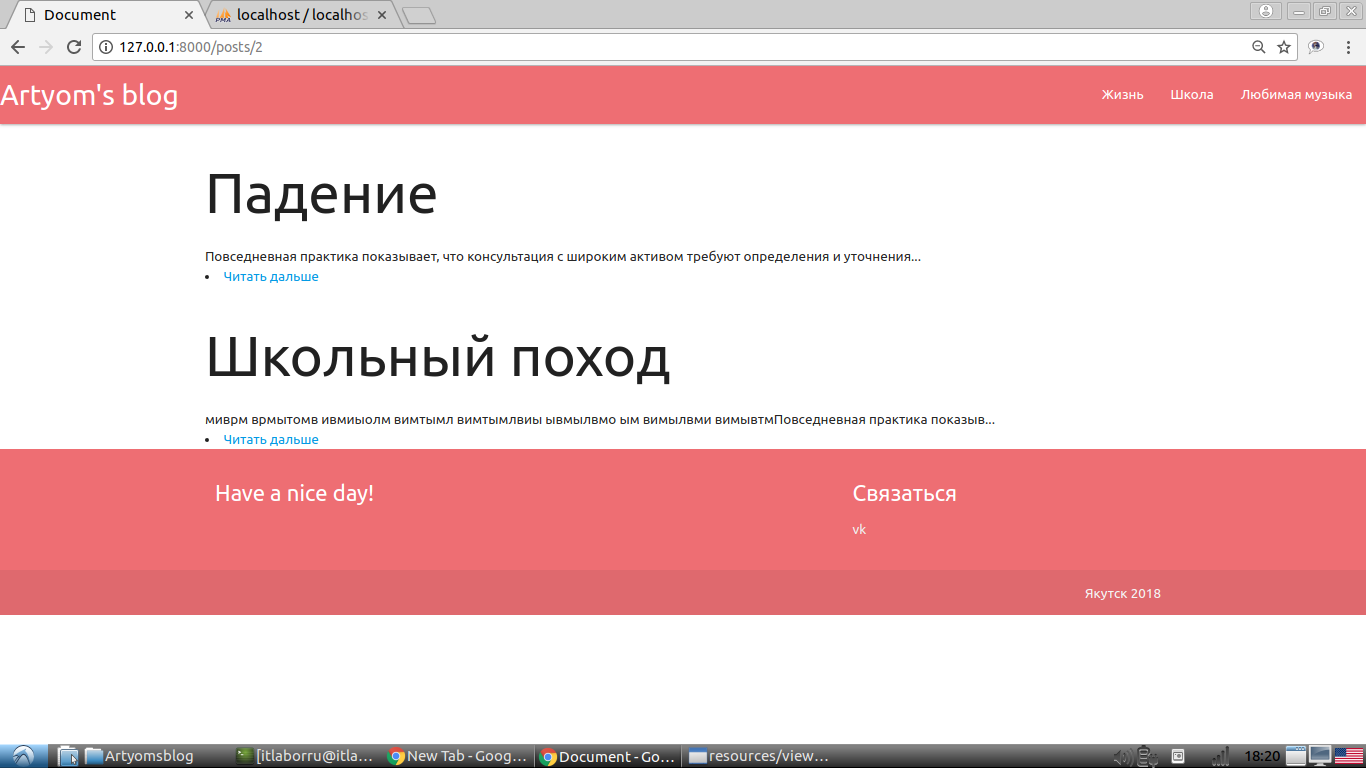 Document
localhost / localhos
127.0.0.1:8000/posts/2
Artyom's blog
Жизнь
Школа
Любимая музыка
Падение
Повседневная практика показывает, что консультация с широким активом требуют определения и уточнения...
Читать дальше
Школьный поход
миврм врмытомв ивмиыолм вимтымл вимтымлвиы ывмылвмо ым вимылвми вимывтмПовседневная практика показыв...
Читать дальше
Have a nice day!
Связаться
vk
Якутск 2018
Artyomsblog
[itlaborru@itla...
New Tab - Goog...
Document - Go...
resources/view...
18:20